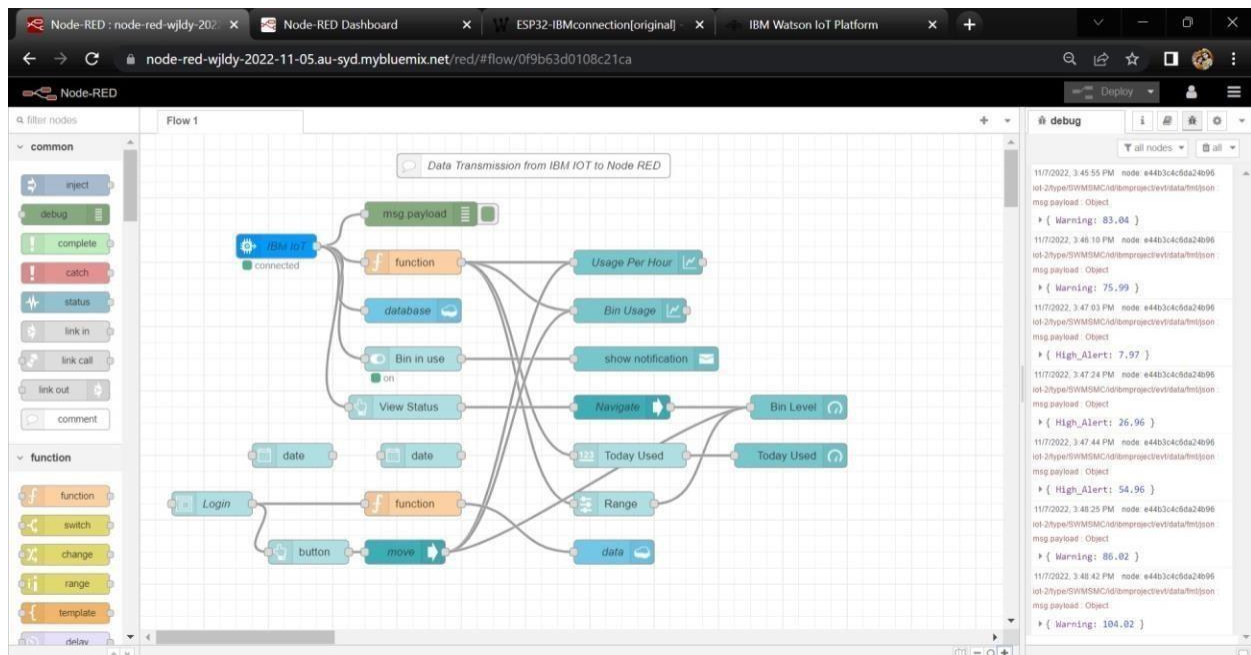 Node-RED : node-red-wjldy-202
Node-RED Dashboard
ESP32-IBMconnection[original] -
IBM Watson IoT Platform
node-red-wjldy-2022-11-05.au-syd.mybluemix.net/red/#flow/0f9b63d0108c21ca
Node-RED
Deploy
filter nodes
Flow 1
debug
i
all nodes
all
common
inject
debug
complete
catch
status
link in
link call
link out
comment
function
function
switch
change
range
template
delay
Data Transmission from IBM IOT to Node RED
msg.payload
IBM IoT
connected
function
Usage Per Hour
database
Bin Usage
Bin in use
on
show notification
View Status
Navigate
Bin Level
date
date
Today Used
Today Used
Login
function
Range
button
move
data
11/7/2022, 3:45:55 PM node: e44b3c4c6da24b96
iot-2/type/SWMSMC/id/ibmproject/evt/data/fmt/json :
msg.payload : Object
{ Warning: 83.04 }
11/7/2022, 3:46:10 PM node: e44b3c4c6da24b96
iot-2/type/SWMSMC/id/ibmproject/evt/data/fmt/json :
msg.payload : Object
{ Warning: 75.99 }
11/7/2022, 3:47:03 PM node: e44b3c4c6da24b96
iot-2/type/SWMSMC/id/ibmproject/evt/data/fmt/json :
msg.payload : Object
{ High_Alert: 7.97 }
11/7/2022, 3:47:24 PM node: e44b3c4c6da24b96
iot-2/type/SWMSMC/id/ibmproject/evt/data/fmt/json :
msg.payload : Object
{ High_Alert: 26.96 }
11/7/2022, 3:47:44 PM node: e44b3c4c6da24b96
iot-2/type/SWMSMC/id/ibmproject/evt/data/fmt/json :
msg.payload : Object
{ High_Alert: 54.96 }
11/7/2022, 3:48:25 PM node: e44b3c4c6da24b96
iot-2/type/SWMSMC/id/ibmproject/evt/data/fmt/json :
msg.payload : Object
{ Warning: 86.02 }
11/7/2022, 3:48:42 PM node: e44b3c4c6da24b96
iot-2/type/SWMSMC/id/ibmproject/evt/data/fmt/json :
msg.payload : Object
{ Warning: 104.02 }